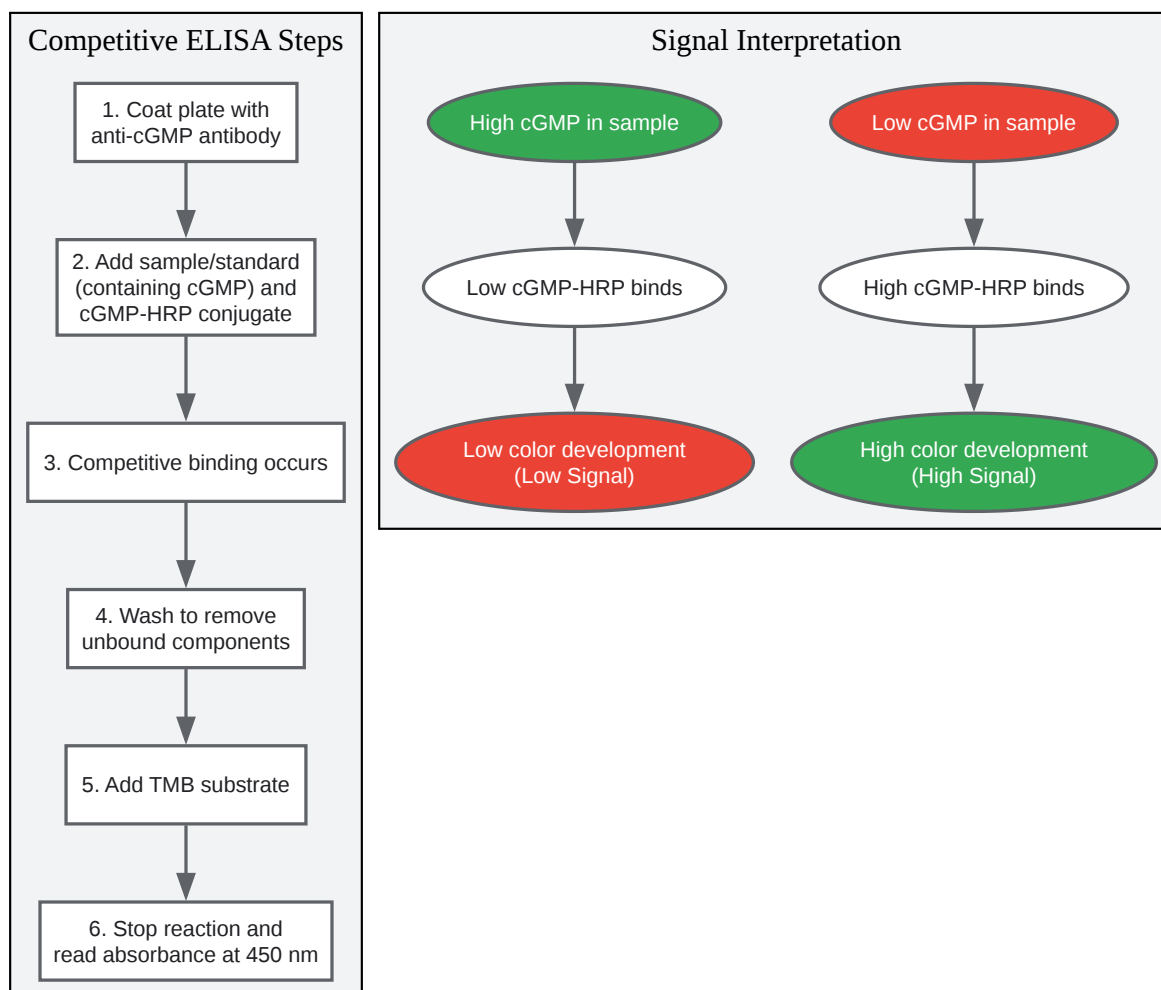 Competitive ELISA Steps
1. Coat plate with
anti-cGMP antibody
2. Add sample/standard
(containing cGMP) and
cGMP-HRP conjugate
3. Competitive binding occurs
4. Wash to remove
unbound components
5. Add TMB substrate
6. Stop reaction and
read absorbance at 450 nm
Signal Interpretation
High cGMP in sample
Low cGMP-HRP binds
Low color development
(Low Signal)
Low cGMP in sample
High cGMP-HRP binds
High color development
(High Signal)